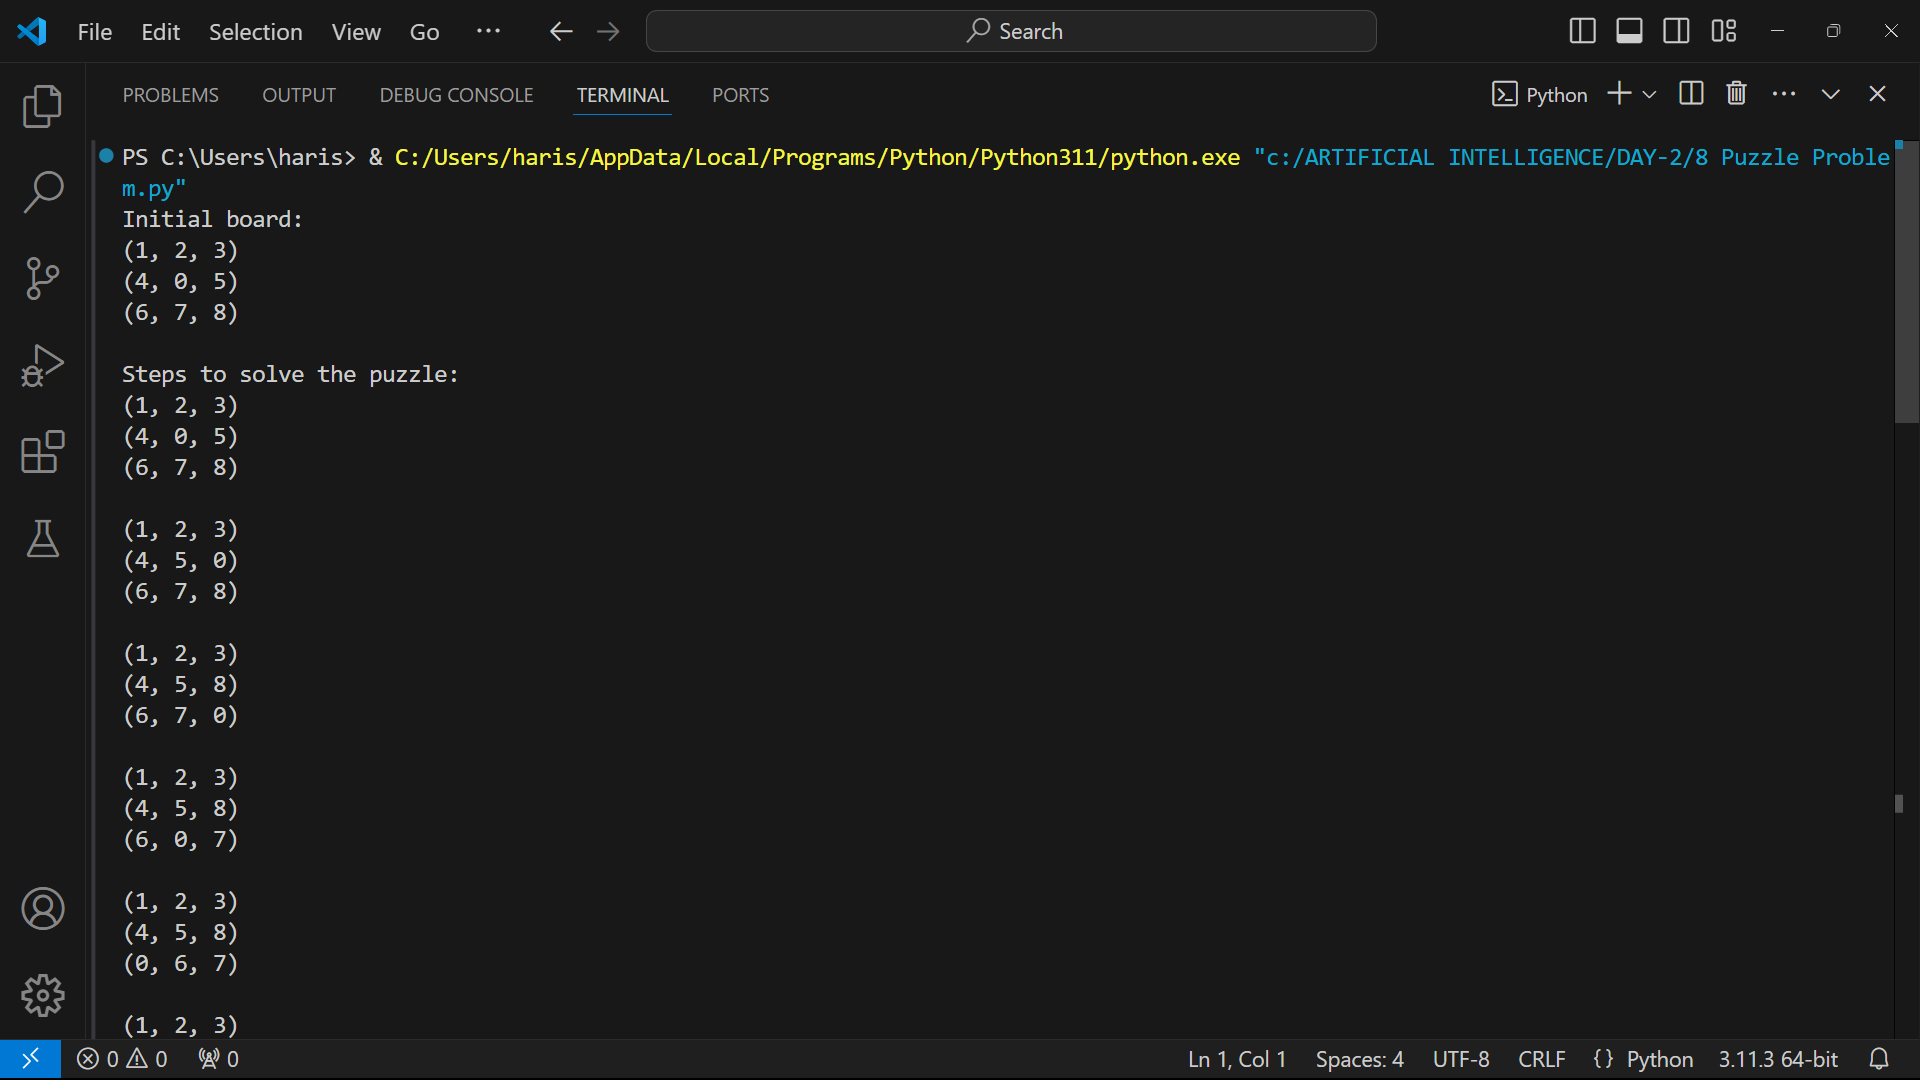 File Edit Selection View Go ··· Search
PROBLEMS OUTPUT DEBUG CONSOLE TERMINAL PORTS Python
PS C:\Users\haris> & C:/Users/haris/AppData/Local/Programs/Python/Python311/python.exe "c:/ARTIFICIAL INTELLIGENCE/DAY-2/8 Puzzle Proble
m.py"
Initial board:
(1, 2, 3)
(4, 0, 5)
(6, 7, 8)
Steps to solve the puzzle:
(1, 2, 3)
(4, 0, 5)
(6, 7, 8)
(1, 2, 3)
(4, 5, 0)
(6, 7, 8)
(1, 2, 3)
(4, 5, 8)
(6, 7, 0)
(1, 2, 3)
(4, 5, 8)
(6, 0, 7)
(1, 2, 3)
(4, 5, 8)
(0, 6, 7)
(1, 2, 3)
0 0 0 Ln 1, Col 1 Spaces: 4 UTF-8 CRLF {} Python 3.11.3 64-bit